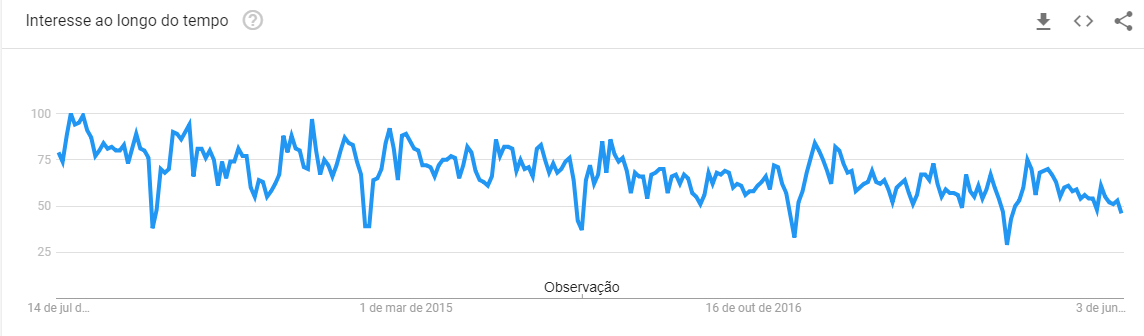 Interesse ao longo do tempo
100
75
50
25
Observação
14 de jul d...
1 de mar de 2015
16 de out de 2016
3 de jun...